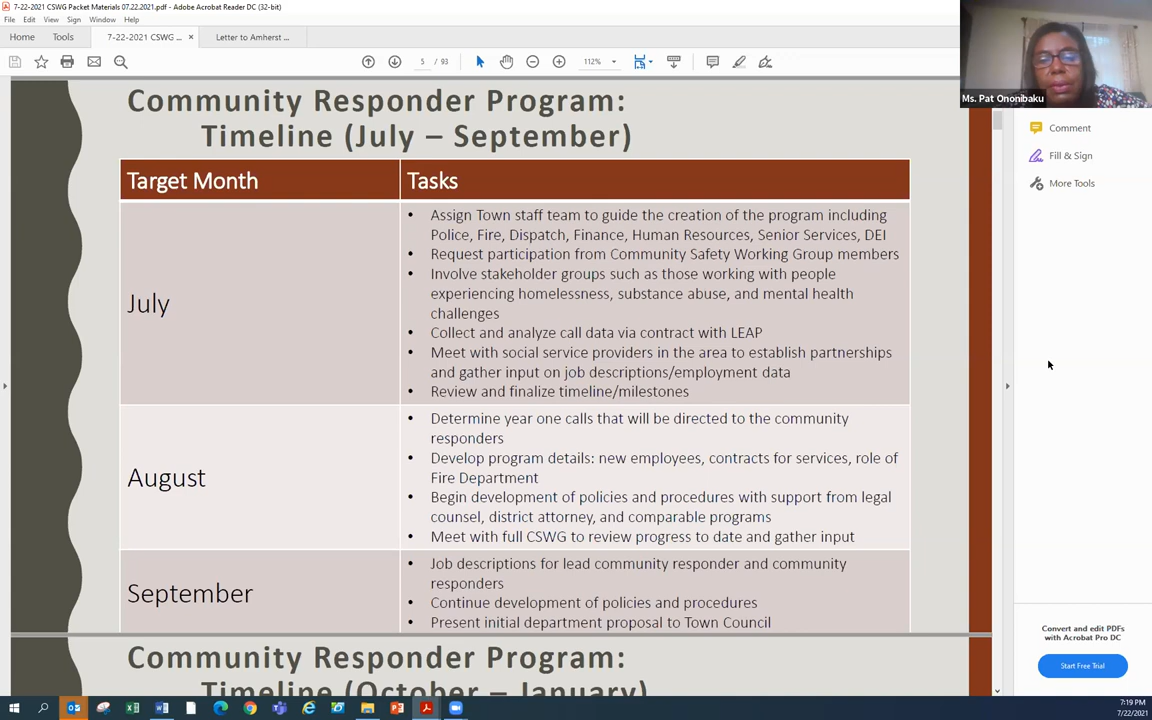 7-22-2021 CSWG Packet Materials 07.22.2021.pdf - Adobe Acrobat Reader DC (32-bit)
File Edit View Sign Window Help
Home Tools 7-22-2021 CSWG ... × Letter to Amherst ...
5 / 93 112%
Ms. Pat Ononibaku
Comment
Fill & Sign
More Tools
Community Responder Program:
Timeline (July – September)
Target Month Tasks
July
• Assign Town staff team to guide the creation of the program including
Police, Fire, Dispatch, Finance, Human Resources, Senior Services, DEI
• Request participation from Community Safety Working Group members
• Involve stakeholder groups such as those working with people
experiencing homelessness, substance abuse, and mental health
challenges
• Collect and analyze call data via contract with LEAP
• Meet with social service providers in the area to establish partnerships
and gather input on job descriptions/employment data
• Review and finalize timeline/milestones
August
• Determine year one calls that will be directed to the community
responders
• Develop program details: new employees, contracts for services, role of
Fire Department
• Begin development of policies and procedures with support from legal
counsel, district attorney, and comparable programs
• Meet with full CSWG to review progress to date and gather input
September
• Job descriptions for lead community responder and community
responders
• Continue development of policies and procedures
• Present initial department proposal to Town Council
Community Responder Program:
Timeline (October – January)
Convert and edit PDFs
with Acrobat Pro DC
Start Free Trial
7:19 PM
7/22/2021